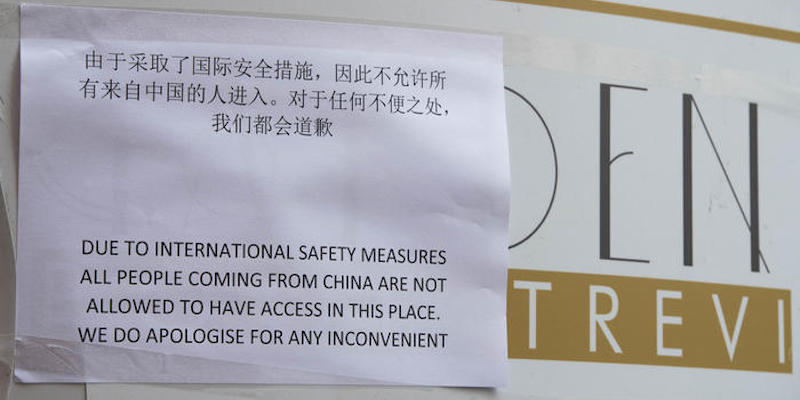 由于采取了国际安全措施，因此不允许所
有来自中国的人进入。对于任何不便之处，
我们都会道歉
DUE TO INTERNATIONAL SAFETY MEASURES
ALL PEOPLE COMING FROM CHINA ARE NOT
ALLOWED TO HAVE ACCESS IN THIS PLACE.
WE DO APOLOGISE FOR ANY INCONVENIENT
DEN
TREVI